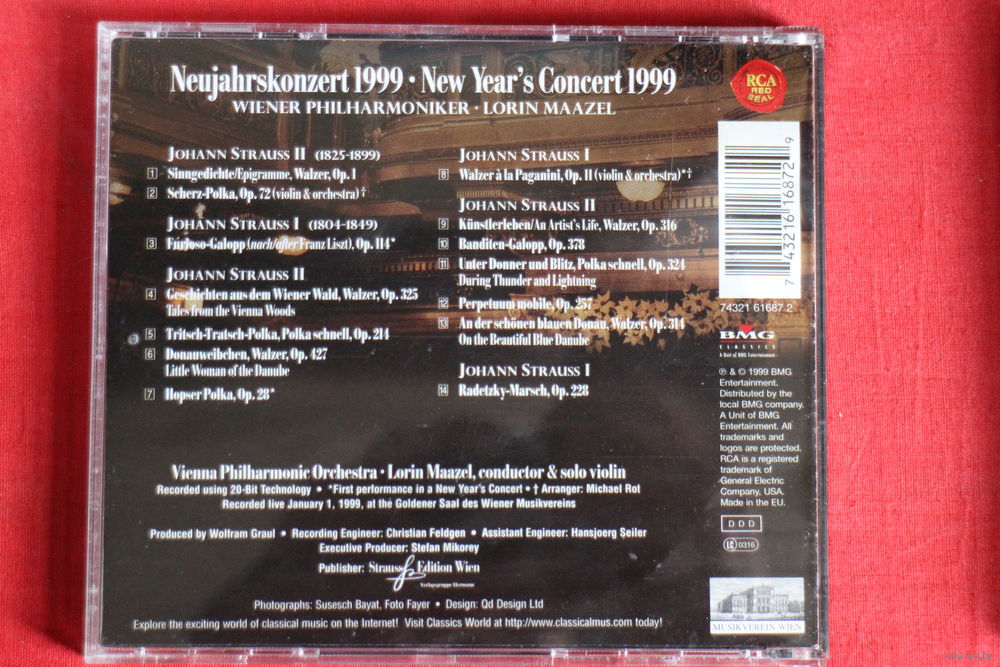 Neujahrskonzert 1999 · New Year's Concert 1999
WIENER PHILHARMONIKER · LORIN MAAZEL
RCA
RED
SEAL
JOHANN STRAUSS II (1825-1899)
1 Sinngedichte/Epigramme, Walzer, Op. 1
2 Scherz-Polka, Op. 72 (violin & orchestra) †
JOHANN STRAUSS I (1804-1849)
3 Furioso-Galopp (nach/after Franz Liszt), Op. 114*
JOHANN STRAUSS II
4 Geschichten aus dem Wiener Wald, Walzer, Op. 325
Tales from the Vienna Woods
5 Tritsch-Tratsch-Polka, Polka schnell, Op. 214
6 Donauweibchen, Walzer, Op. 427
Little Woman of the Danube
7 Hopser Polka, Op. 28*
JOHANN STRAUSS I
8 Walzer à la Paganini, Op. 11 (violin & orchestra)*†
JOHANN STRAUSS II
9 Künstlerleben/An Artist's Life, Walzer, Op. 316
10 Banditen-Galopp, Op. 378
11 Unter Donner und Blitz, Polka schnell, Op. 324
During Thunder and Lightning
12 Perpetuum mobile, Op. 257
13 An der schönen blauen Donau, Walzer, Op. 314
On the Beautiful Blue Danube
JOHANN STRAUSS I
14 Radetzky-Marsch, Op. 228
7 43216 16872 9
74321 61687 2
BMG
CLASSICS
A Unit of BMG Entertainment
℗ & © 1999 BMG
Entertainment.
Distributed by the
local BMG company.
A Unit of BMG
Entertainment. All
trademarks and
logos are protected.
RCA is a registered
trademark of
General Electric
Company, USA.
Made in the EU.
DDD
LC 0316
MUSIKVEREIN WIEN
Vienna Philharmonic Orchestra · Lorin Maazel, conductor & solo violin
Recorded using 20-Bit Technology · *First performance in a New Year's Concert · † Arranger: Michael Rot
Recorded live January 1, 1999, at the Goldener Saal des Wiener Musikvereins
Produced by Wolfram Graul · Recording Engineer: Christian Feldgen · Assistant Engineer: Hansjoerg Seiler
Executive Producer: Stefan Mikorey
Publisher: Strauss Edition Wien
Verlagsgruppe Hermann
Photographs: Susesch Bayat, Foto Fayer · Design: Qd Design Ltd
Explore the exciting world of classical music on the Internet! Visit Classics World at http://www.classicalmus.com today!